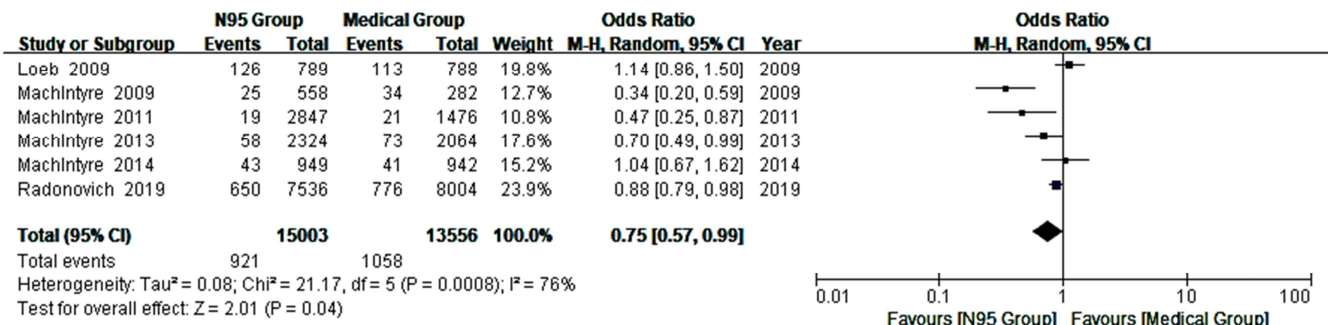 N95 Group Medical Group Odds Ratio Odds Ratio
Study or Subgroup Events Total Events Total Weight M-H, Random, 95% CI Year M-H, Random, 95% CI
Loeb 2009 126 789 113 788 19.8% 1.14 [0.86, 1.50] 2009
MachIntyre 2009 25 558 34 282 12.7% 0.34 [0.20, 0.59] 2009
MachIntyre 2011 19 2847 21 1476 10.8% 0.47 [0.25, 0.87] 2011
MachIntyre 2013 58 2324 73 2064 17.6% 0.70 [0.49, 0.99] 2013
MachIntyre 2014 43 949 41 942 15.2% 1.04 [0.67, 1.62] 2014
Radonovich 2019 650 7536 776 8004 23.9% 0.88 [0.79, 0.98] 2019
Total (95% CI) 15003 13556 100.0% 0.75 [0.57, 0.99]
Total events 921 1058
Heterogeneity: Tau² = 0.08; Chi² = 21.17, df = 5 (P = 0.0008); I² = 76%
Test for overall effect: Z = 2.01 (P = 0.04)
0.01 0.1 1 10 100
Favours [N95 Group] Favours [Medical Group]